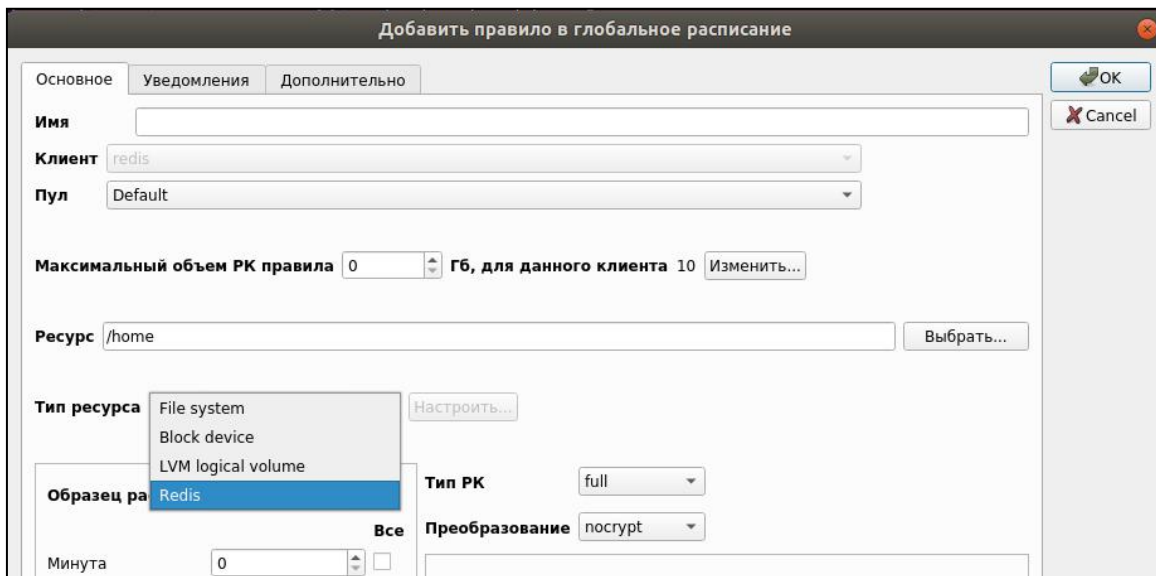 Добавить правило в глобальное расписание
Основное Уведомления Дополнительно
OK
Cancel
Имя
Клиент redis
Пул Default
Максимальный объем РК правила 0 Гб, для данного клиента 10 Изменить...
Ресурс /home Выбрать...
Тип ресурса File system Настроить...
Block device
LVM logical volume
Redis
Образец ра
Тип РК full
Все
Преобразование nocrypt
Минута 0